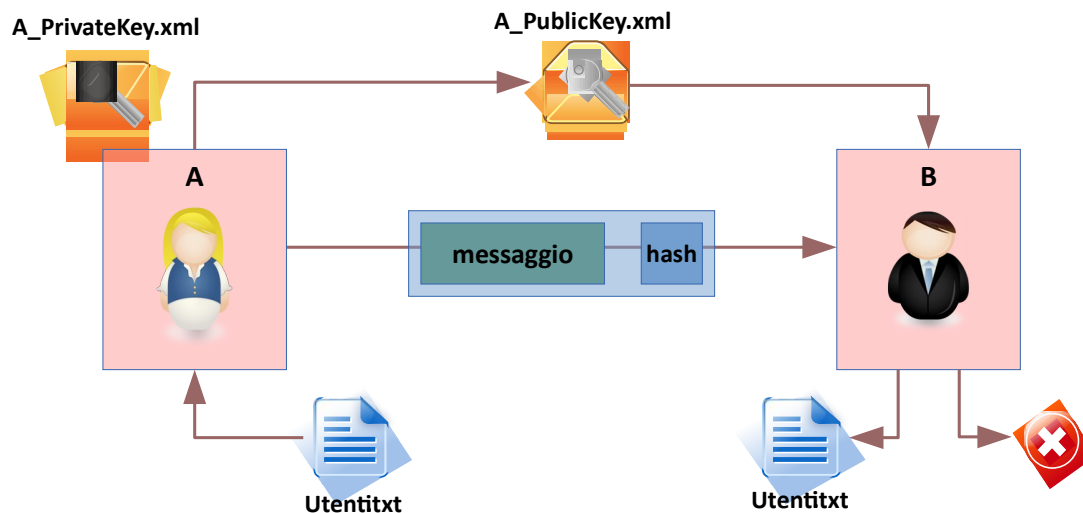 A_PrivateKey.xml
A_PublicKey.xml
A
B
messaggio
hash
Utentitxt
Utentitxt